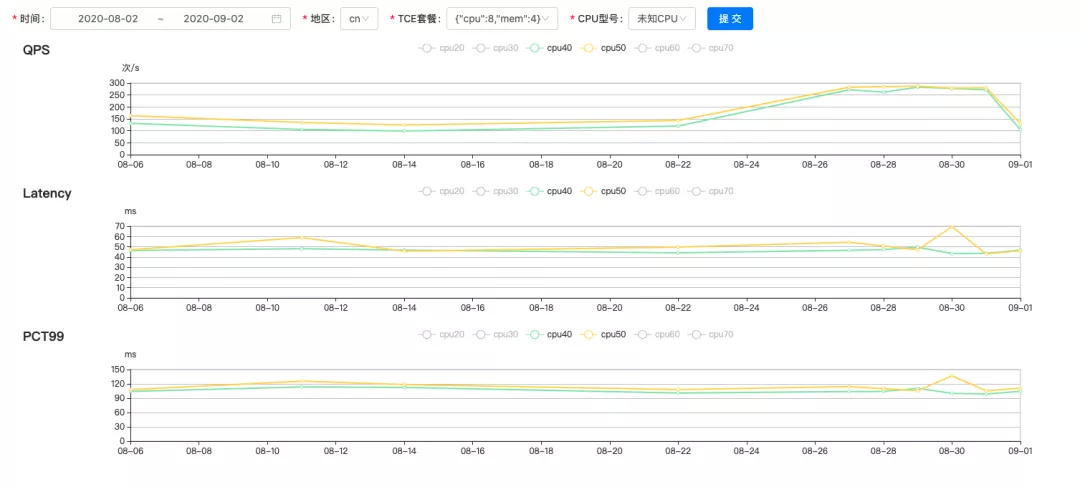 * 时间： 2020-08-02 ~ 2020-09-02 * 地区： cn * TCE套餐： {"cpu":8,"mem":4} * CPU型号： 未知CPU 提 交
QPS
cpu20 cpu30 cpu40 cpu50 cpu60 cpu70
次/s
300
250
200
150
100
50
0
08-06 08-08 08-10 08-12 08-14 08-16 08-18 08-20 08-22 08-24 08-26 08-28 08-30 09-01
Latency
cpu20 cpu30 cpu40 cpu50 cpu60 cpu70
ms
70
60
50
40
30
20
10
0
08-06 08-08 08-10 08-12 08-14 08-16 08-18 08-20 08-22 08-24 08-26 08-28 08-30 09-01
PCT99
cpu20 cpu30 cpu40 cpu50 cpu60 cpu70
ms
150
120
90
60
30
0
08-06 08-08 08-10 08-12 08-14 08-16 08-18 08-20 08-22 08-24 08-26 08-28 08-30 09-01